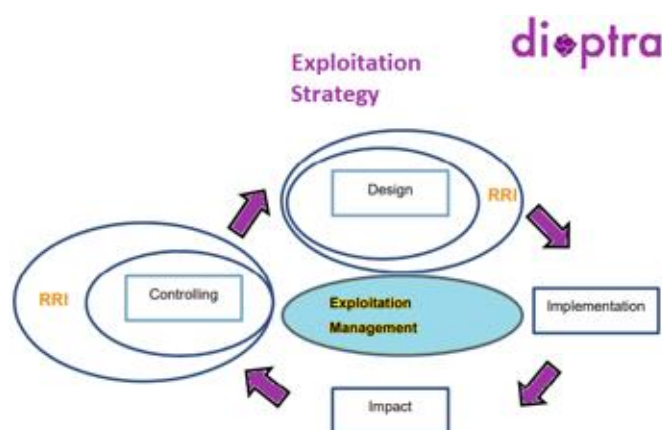 dioptra
Exploitation
Strategy
Design
RRI
RRI
Controlling
Exploitation
Management
Implementation
Impact